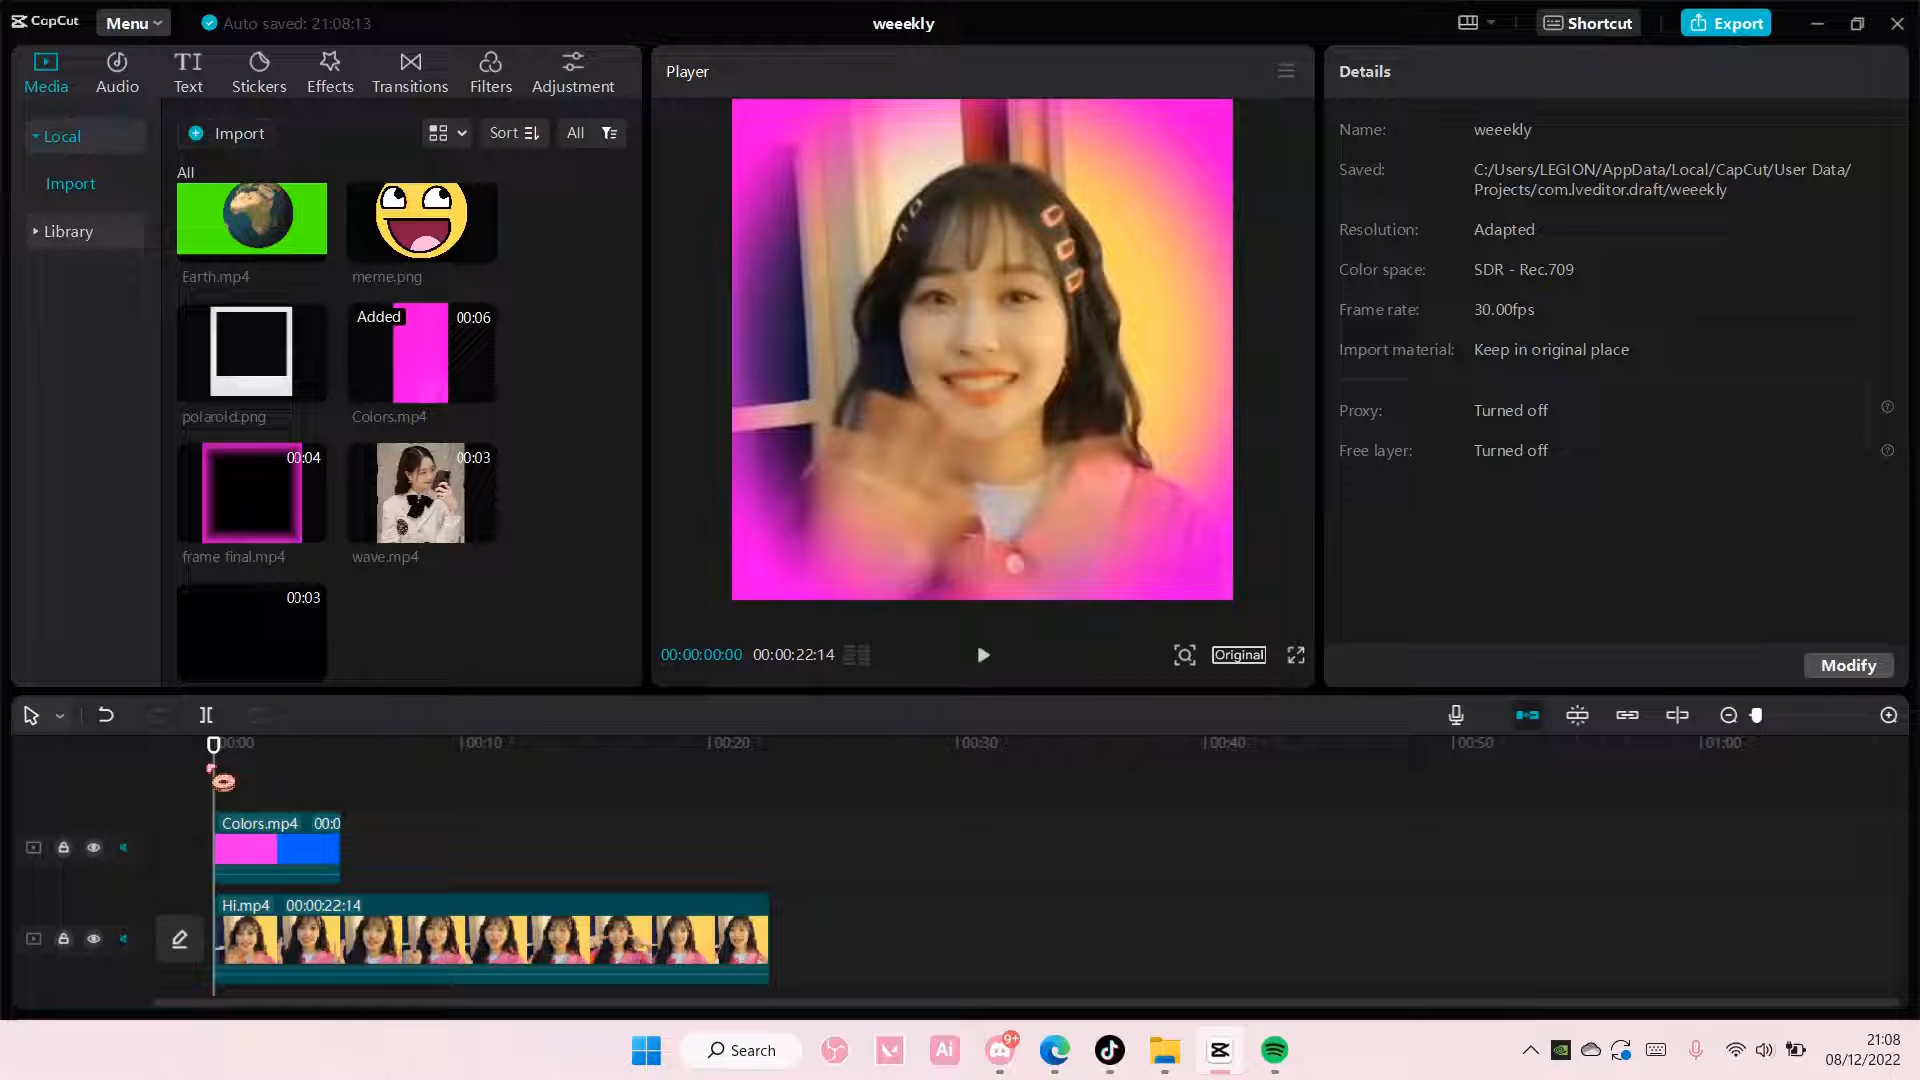 CapCut
Menu
Auto saved: 21:08:13
weeekly
Shortcut
Export
Media
Audio
TI
Text
Stickers
Effects
Transitions
Filters
Adjustment
Local
Import
Library
Import
Sort
All
All
Earth.mp4
meme.png
polaroid.png
Added
00:06
Colors.mp4
00:04
frame final.mp4
00:03
wave.mp4
00:03
Player
00:00:00:00
00:00:22:14
Original
Details
Name:
weeekly
Saved:
C:/Users/LEGION/AppData/Local/CapCut/User Data/
Projects/com.lveditor.draft/weeekly
Resolution:
Adapted
Color space:
SDR - Rec.709
Frame rate:
30.00fps
Import material:
Keep in original place
Proxy:
Turned off
Free layer:
Turned off
Modify
00:00
00:10
00:20
00:30
00:40
00:50
01:00
Colors.mp4 00:0
Hi.mp4 00:00:22:14
Search
Ai
9+
21:08
08/12/2022